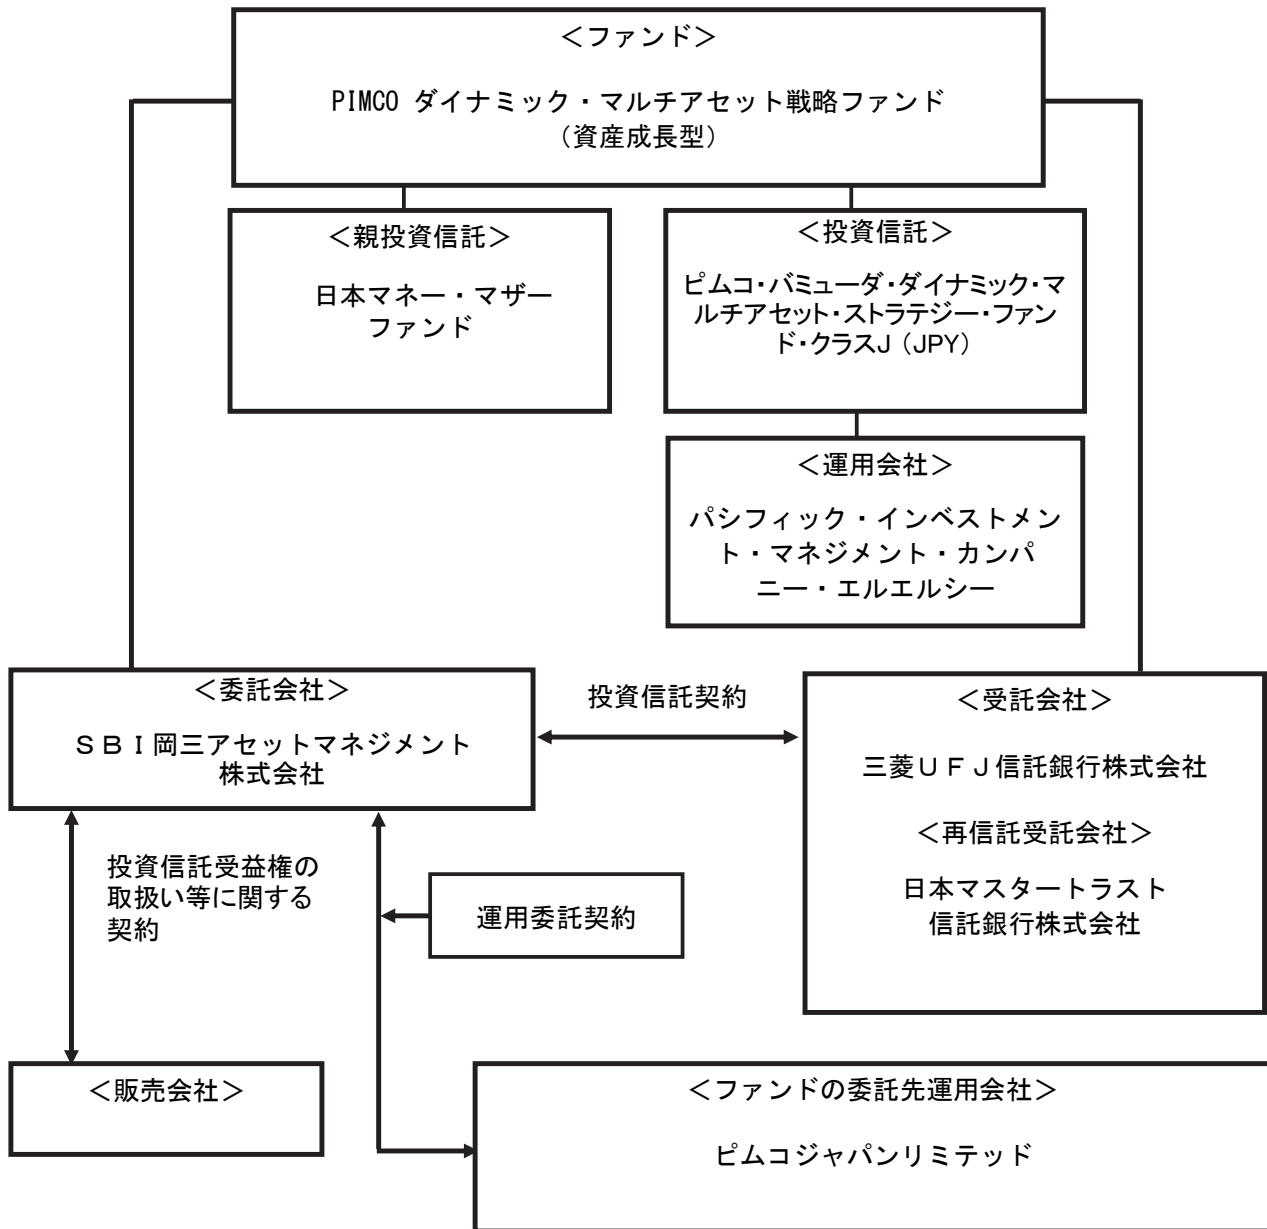 ＜ファンド＞
PIMCO ダイナミック・マルチアセット戦略ファンド
（資産成長型）
＜親投資信託＞
日本マネー・マザー
ファンド
＜投資信託＞
ピムコ・バミューダ・ダイナミック・マ
ルチアセット・ストラテジー・ファン
ド・クラスJ（JPY）
＜運用会社＞
パシフィック・インベストメン
ト・マネジメント・カンパ
ニー・エルエルシー
＜委託会社＞
ＳＢＩ岡三アセットマネジメント
株式会社
投資信託契約
＜受託会社＞
三菱ＵＦＪ信託銀行株式会社
＜再信託受託会社＞
日本マスタートラスト
信託銀行株式会社
投資信託受益権の
取扱い等に関する
契約
運用委託契約
＜販売会社＞
＜ファンドの委託先運用会社＞
ピムコジャパンリミテッド